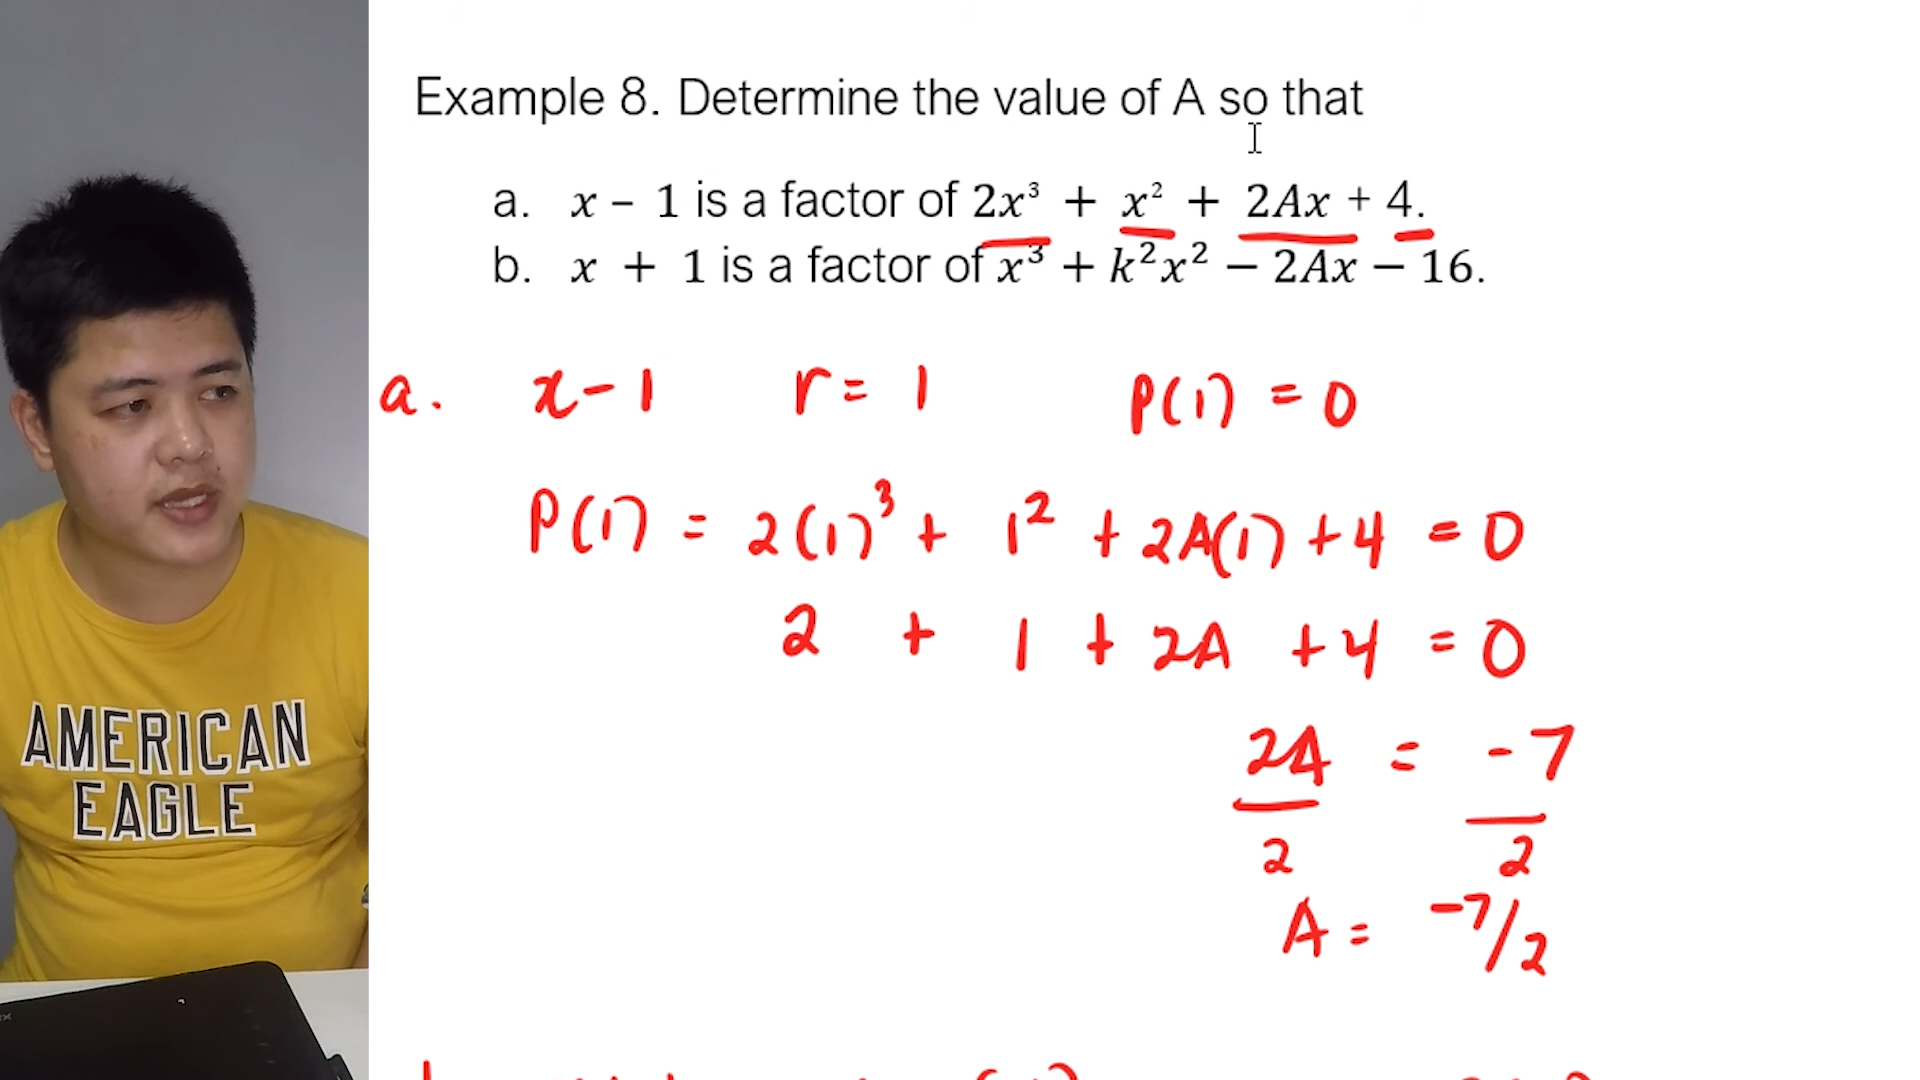 Example 8. Determine the value of A so that
a. x – 1 is a factor of 2x³ + x² + 2Ax + 4.
b. x + 1 is a factor of x³ + k²x² – 2Ax – 16.
a. x - 1 r = 1 P(1) = 0
P(1) = 2(1)³ + 1² + 2A(1) + 4 = 0
2 + 1 + 2A + 4 = 0
2A = -7
2 2
A = -7/2
AMERICAN
EAGLE